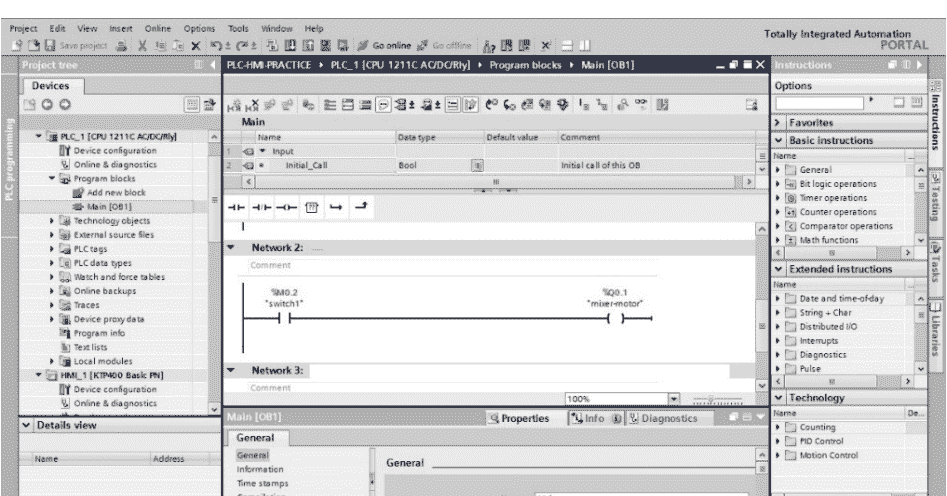 Project Edit View Insert Online Options Tools Window Help
Totally Integrated Automation
PORTAL
Save project Go online Go offline
Project tree
PLC-HMI-PRACTICE PLC_1 [CPU 1211C AC/DC/Rly] Program blocks Main [OB1]
Instructions
Devices
Options
PLC programming
PLC_1 [CPU 1211C AC/DC/Rly]
Device configuration
Online & diagnostics
Program blocks
Add new block
Main [OB1]
Technology objects
External source files
PLC tags
PLC data types
Watch and force tables
Online backups
Traces
Device proxy data
Program info
Text lists
Local modules
HMI_1 [KTP400 Basic PN]
Device configuration
Online & diagnostics
Details view
Name Address
Main
Name Data type Default value Comment
1 Input
2 Initial_Call Bool Initial call of this OB
Network 2: .....
Comment
%M0.2
"switch1"
%Q0.1
"mixer-motor"
Network 3:
Comment
100%
Main [OB1]
Properties Info Diagnostics
General
General
Information
Time stamps
General
Favorites
Basic instructions
Name
General
Bit logic operations
Timer operations
Counter operations
Comparator operations
Math functions
Extended instructions
Name
Date and time-of-day
String + Char
Distributed I/O
Interrupts
Diagnostics
Pulse
Technology
Name De...
Counting
PID Control
Motion Control
Instructions
Testing
Tasks
Libraries